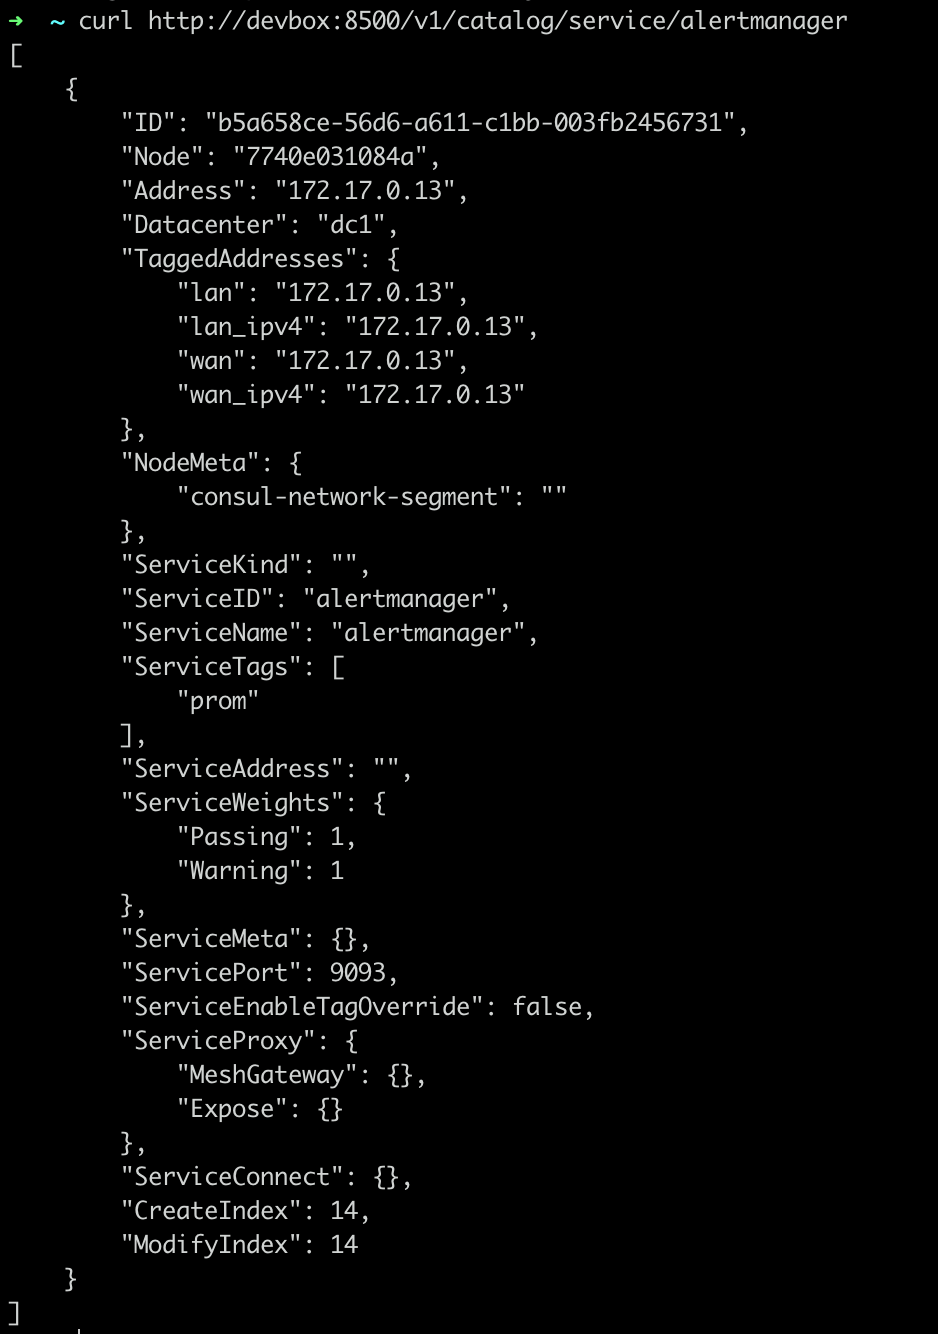 ➜ ~ curl http://devbox:8500/v1/catalog/service/alertmanager
[
    {
        "ID": "b5a658ce-56d6-a611-c1bb-003fb2456731",
        "Node": "7740e031084a",
        "Address": "172.17.0.13",
        "Datacenter": "dc1",
        "TaggedAddresses": {
            "lan": "172.17.0.13",
            "lan_ipv4": "172.17.0.13",
            "wan": "172.17.0.13",
            "wan_ipv4": "172.17.0.13"
        },
        "NodeMeta": {
            "consul-network-segment": ""
        },
        "ServiceKind": "",
        "ServiceID": "alertmanager",
        "ServiceName": "alertmanager",
        "ServiceTags": [
            "prom"
        ],
        "ServiceAddress": "",
        "ServiceWeights": {
            "Passing": 1,
            "Warning": 1
        },
        "ServiceMeta": {},
        "ServicePort": 9093,
        "ServiceEnableTagOverride": false,
        "ServiceProxy": {
            "MeshGateway": {},
            "Expose": {}
        },
        "ServiceConnect": {},
        "CreateIndex": 14,
        "ModifyIndex": 14
    }
]